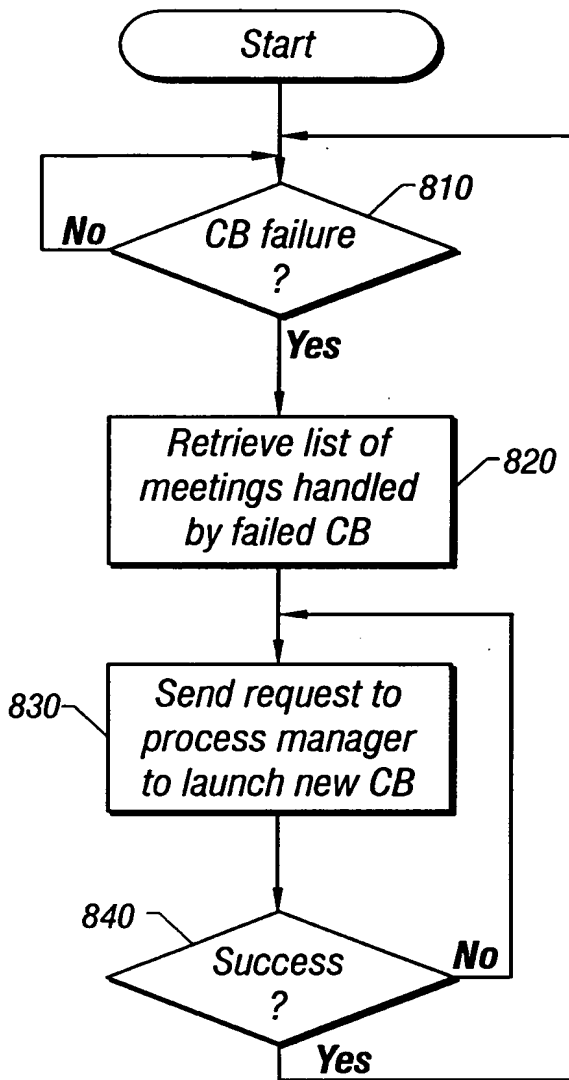 Start
810
No
CB failure
?
Yes
Retrieve list of
meetings handled
by failed CB
820
830
Send request to
process manager
to launch new CB
840
Success
?
No
Yes